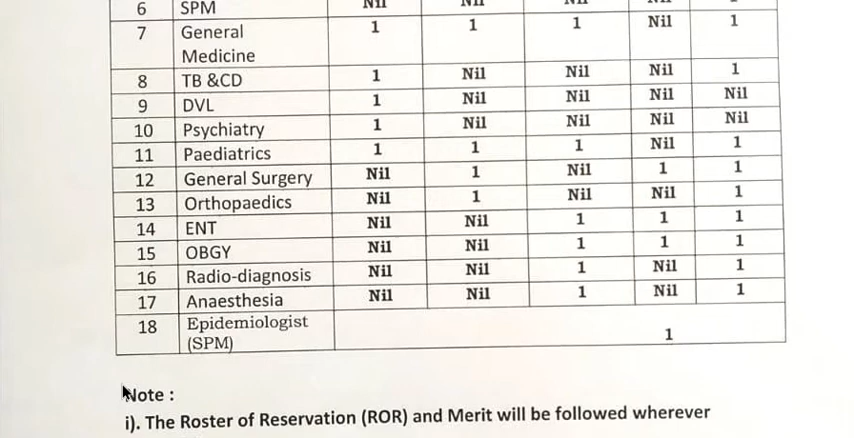 6 SPM Nil Nil Nil Nil 1
7 General 1 1 1 Nil 1
Medicine
8 TB &CD 1 Nil Nil Nil 1
9 DVL 1 Nil Nil Nil Nil
10 Psychiatry 1 Nil Nil Nil Nil
11 Paediatrics 1 1 1 Nil 1
12 General Surgery Nil 1 Nil 1 1
13 Orthopaedics Nil 1 Nil Nil 1
14 ENT Nil Nil 1 1 1
15 OBGY Nil Nil 1 1 1
16 Radio-diagnosis Nil Nil 1 Nil 1
17 Anaesthesia Nil Nil 1 Nil 1
18 Epidemiologist
(SPM) 1
Note :
i). The Roster of Reservation (ROR) and Merit will be followed wherever